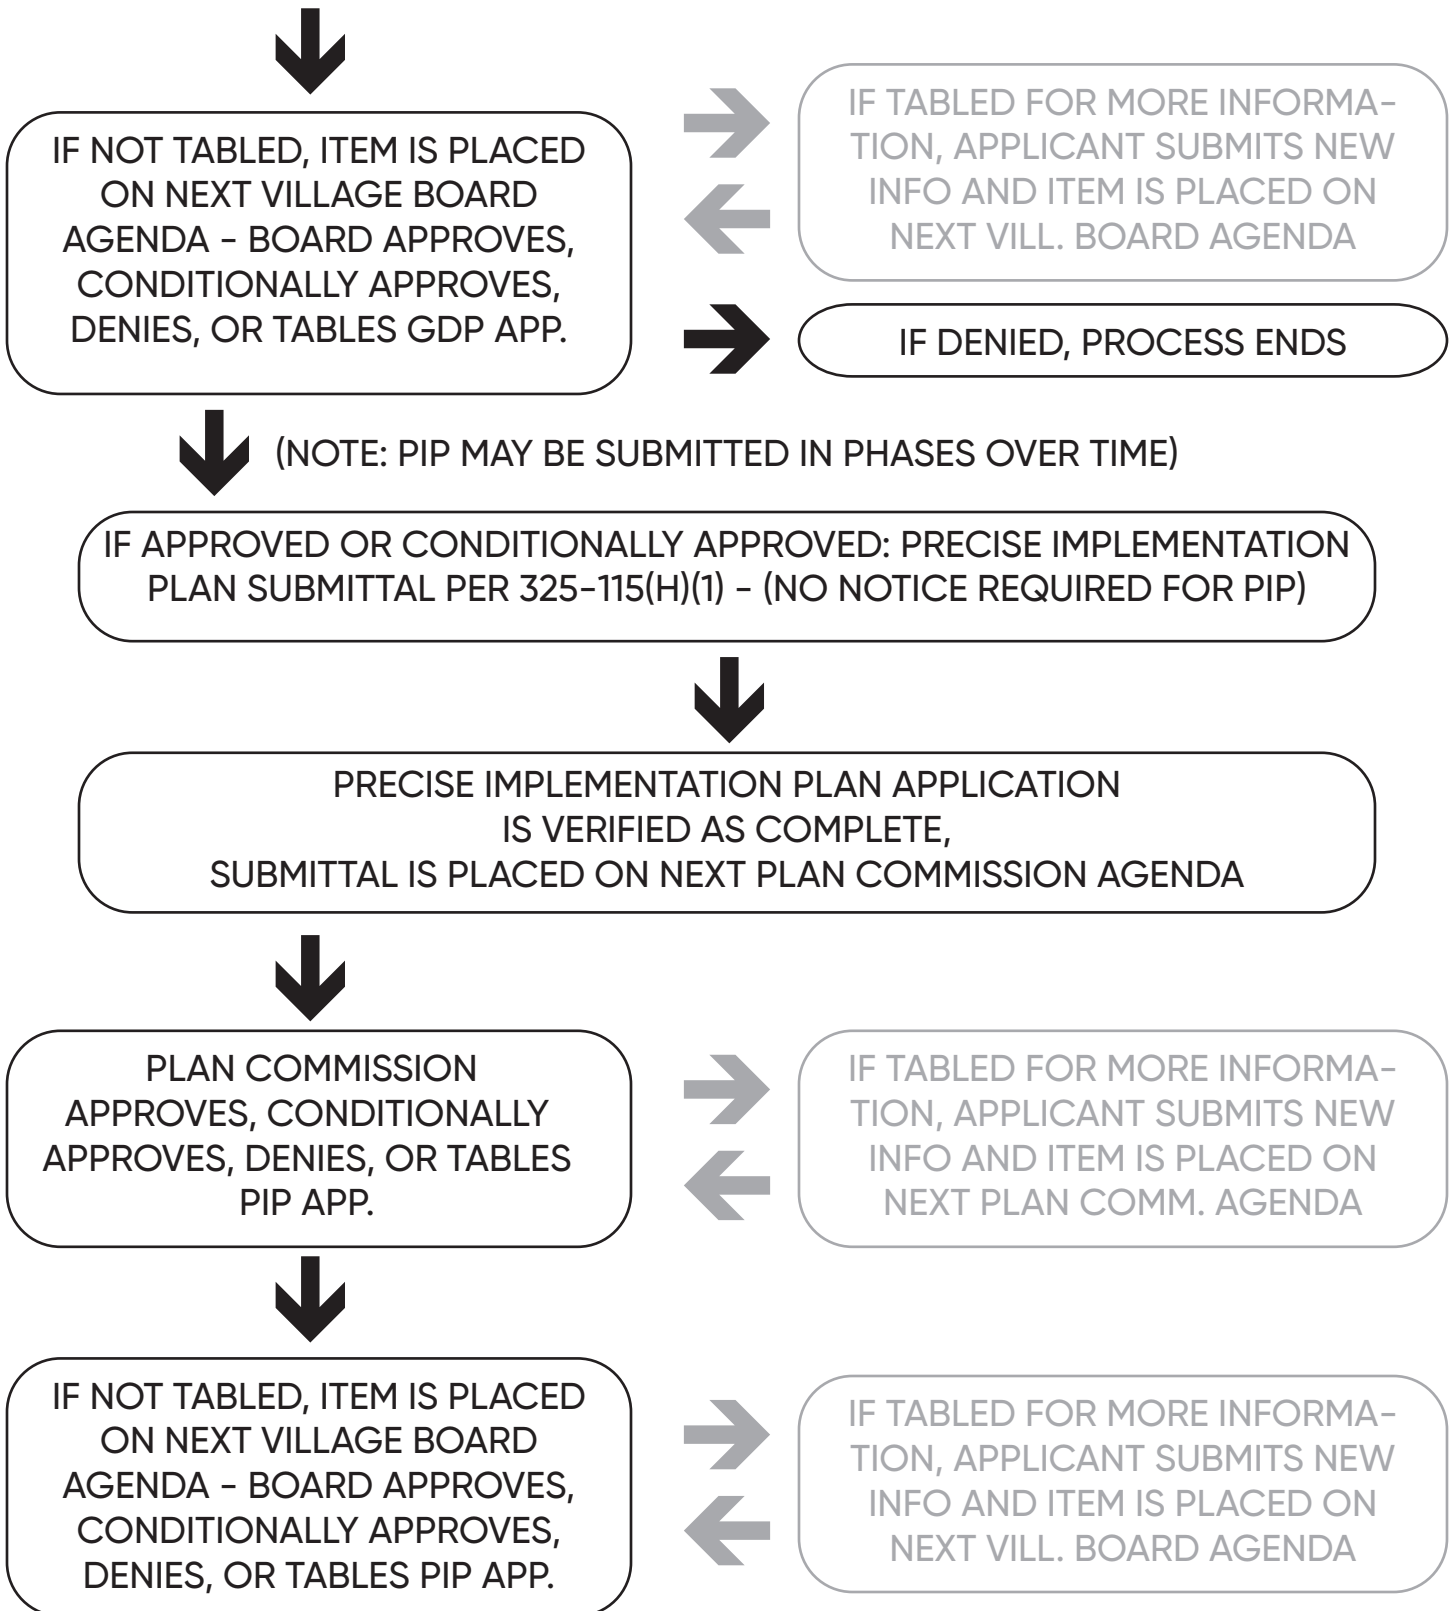 IF NOT TABLED, ITEM IS PLACED
ON NEXT VILLAGE BOARD
AGENDA - BOARD APPROVES,
CONDITIONALLY APPROVES,
DENIES, OR TABLES GDP APP.
IF TABLED FOR MORE INFORMA-
TION, APPLICANT SUBMITS NEW
INFO AND ITEM IS PLACED ON
NEXT VILL. BOARD AGENDA
IF DENIED, PROCESS ENDS
(NOTE: PIP MAY BE SUBMITTED IN PHASES OVER TIME)
IF APPROVED OR CONDITIONALLY APPROVED: PRECISE IMPLEMENTATION
PLAN SUBMITTAL PER 325-115(H)(1) - (NO NOTICE REQUIRED FOR PIP)
PRECISE IMPLEMENTATION PLAN APPLICATION
IS VERIFIED AS COMPLETE,
SUBMITTAL IS PLACED ON NEXT PLAN COMMISSION AGENDA
PLAN COMMISSION
APPROVES, CONDITIONALLY
APPROVES, DENIES, OR TABLES
PIP APP.
IF TABLED FOR MORE INFORMA-
TION, APPLICANT SUBMITS NEW
INFO AND ITEM IS PLACED ON
NEXT PLAN COMM. AGENDA
IF NOT TABLED, ITEM IS PLACED
ON NEXT VILLAGE BOARD
AGENDA - BOARD APPROVES,
CONDITIONALLY APPROVES,
DENIES, OR TABLES PIP APP.
IF TABLED FOR MORE INFORMA-
TION, APPLICANT SUBMITS NEW
INFO AND ITEM IS PLACED ON
NEXT VILL. BOARD AGENDA